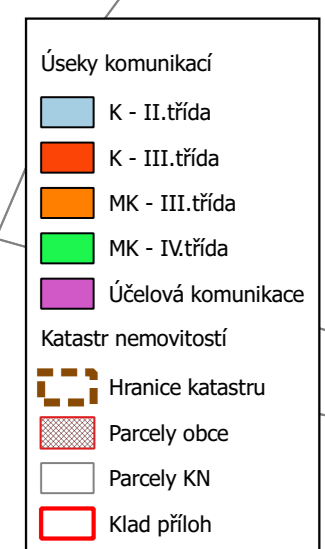 Úseky komunikací
K - II.třída
K - III.třída
MK - III.třída
MK - IV.třída
Účelová komunikace
Katastr nemovitostí
Hranice katastru
Parcely obce
Parcely KN
Klad příloh